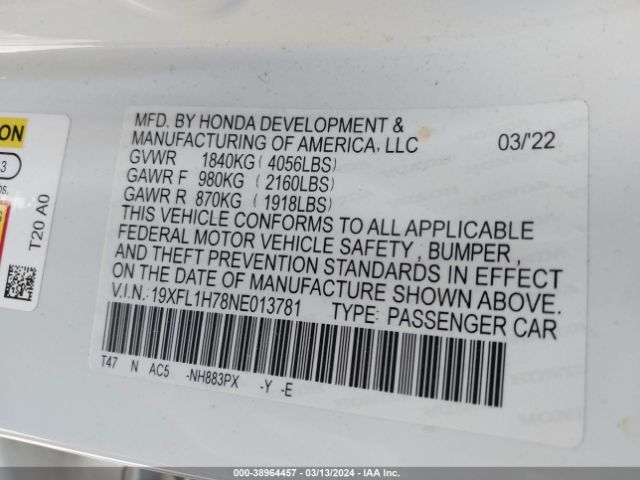 MFD. BY HONDA DEVELOPMENT &
MANUFACTURING OF AMERICA, LLC 03/'22
GVWR 1840KG ( 4056LBS)
GAWR F 980KG ( 2160LBS)
GAWR R 870KG ( 1918LBS)
THIS VEHICLE CONFORMS TO ALL APPLICABLE
FEDERAL MOTOR VEHICLE SAFETY , BUMPER ,
AND THEFT PREVENTION STANDARDS IN EFFECT
ON THE DATE OF MANUFACTURE SHOWN ABOVE.
V.I.N.: 19XFL1H78NE013781 TYPE: PASSENGER CAR
T47 N AC5 -NH883PX -Y -E
ON
3
os.
T20 A0
000-38964457 - 03/13/2024 - IAA Inc.